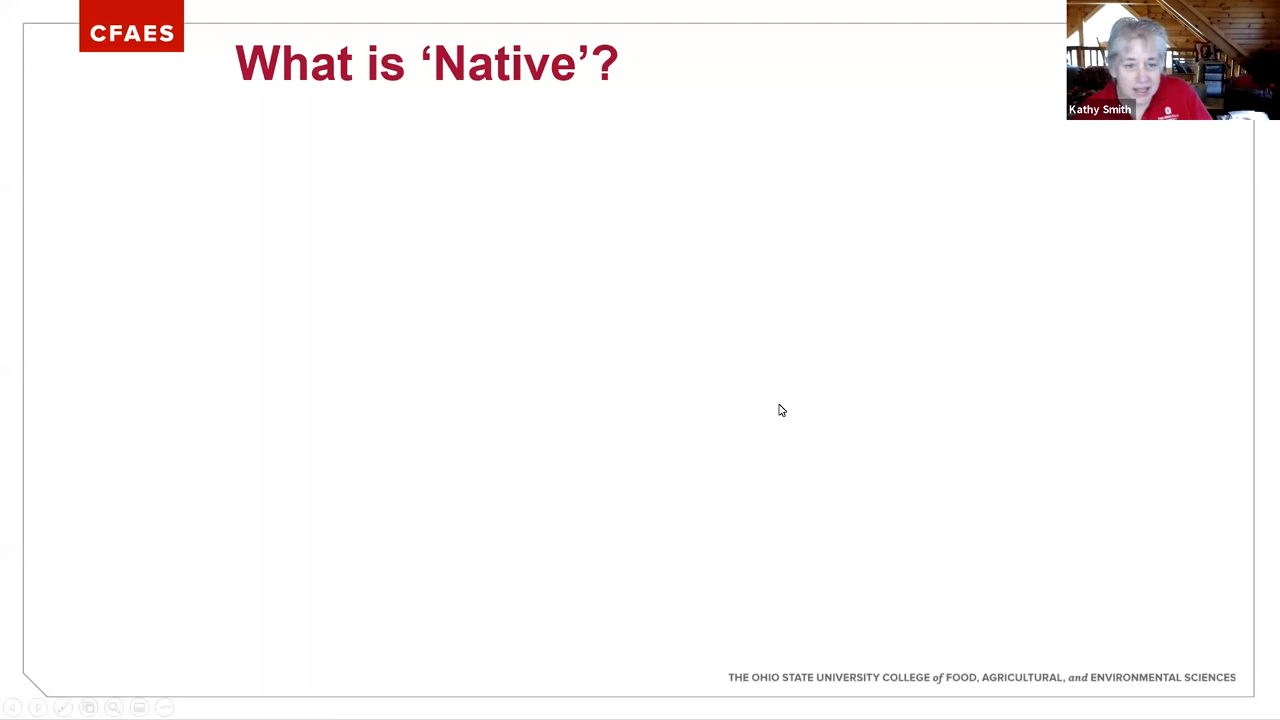 CFAES
What is ‘Native’?
Kathy Smith
THE OHIO STATE UNIVERSITY COLLEGE of FOOD, AGRICULTURAL, and ENVIRONMENTAL SCIENCES